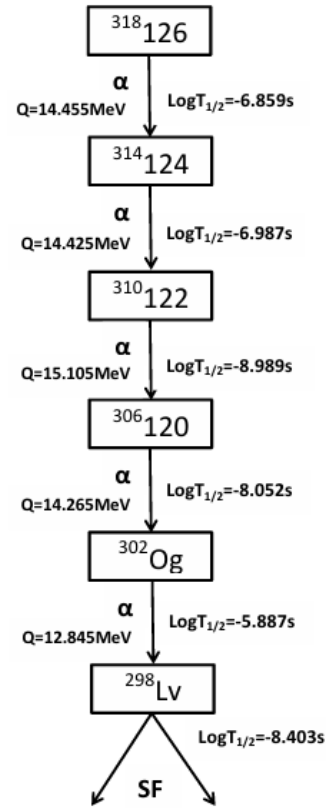 ³¹⁸126
α
Q=14.455MeV
LogT₁/₂=-6.859s
³¹⁴124
α
Q=14.425MeV
LogT₁/₂=-6.987s
³¹⁰122
α
Q=15.105MeV
LogT₁/₂=-8.989s
³⁰⁶120
α
Q=14.265MeV
LogT₁/₂=-8.052s
³⁰²Og
α
Q=12.845MeV
LogT₁/₂=-5.887s
²⁹⁸Lv
LogT₁/₂=-8.403s
SF